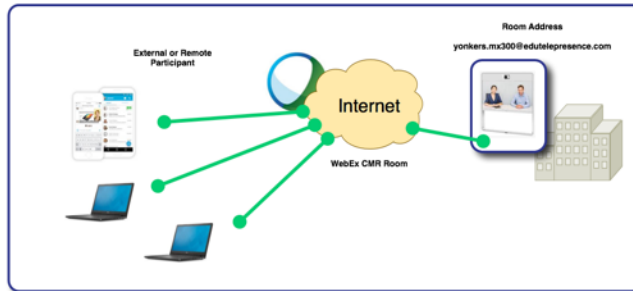 External or Remote
Participant
Room Address
yonkers.mx300@edutelepresence.com
Internet
WebEx CMR Room